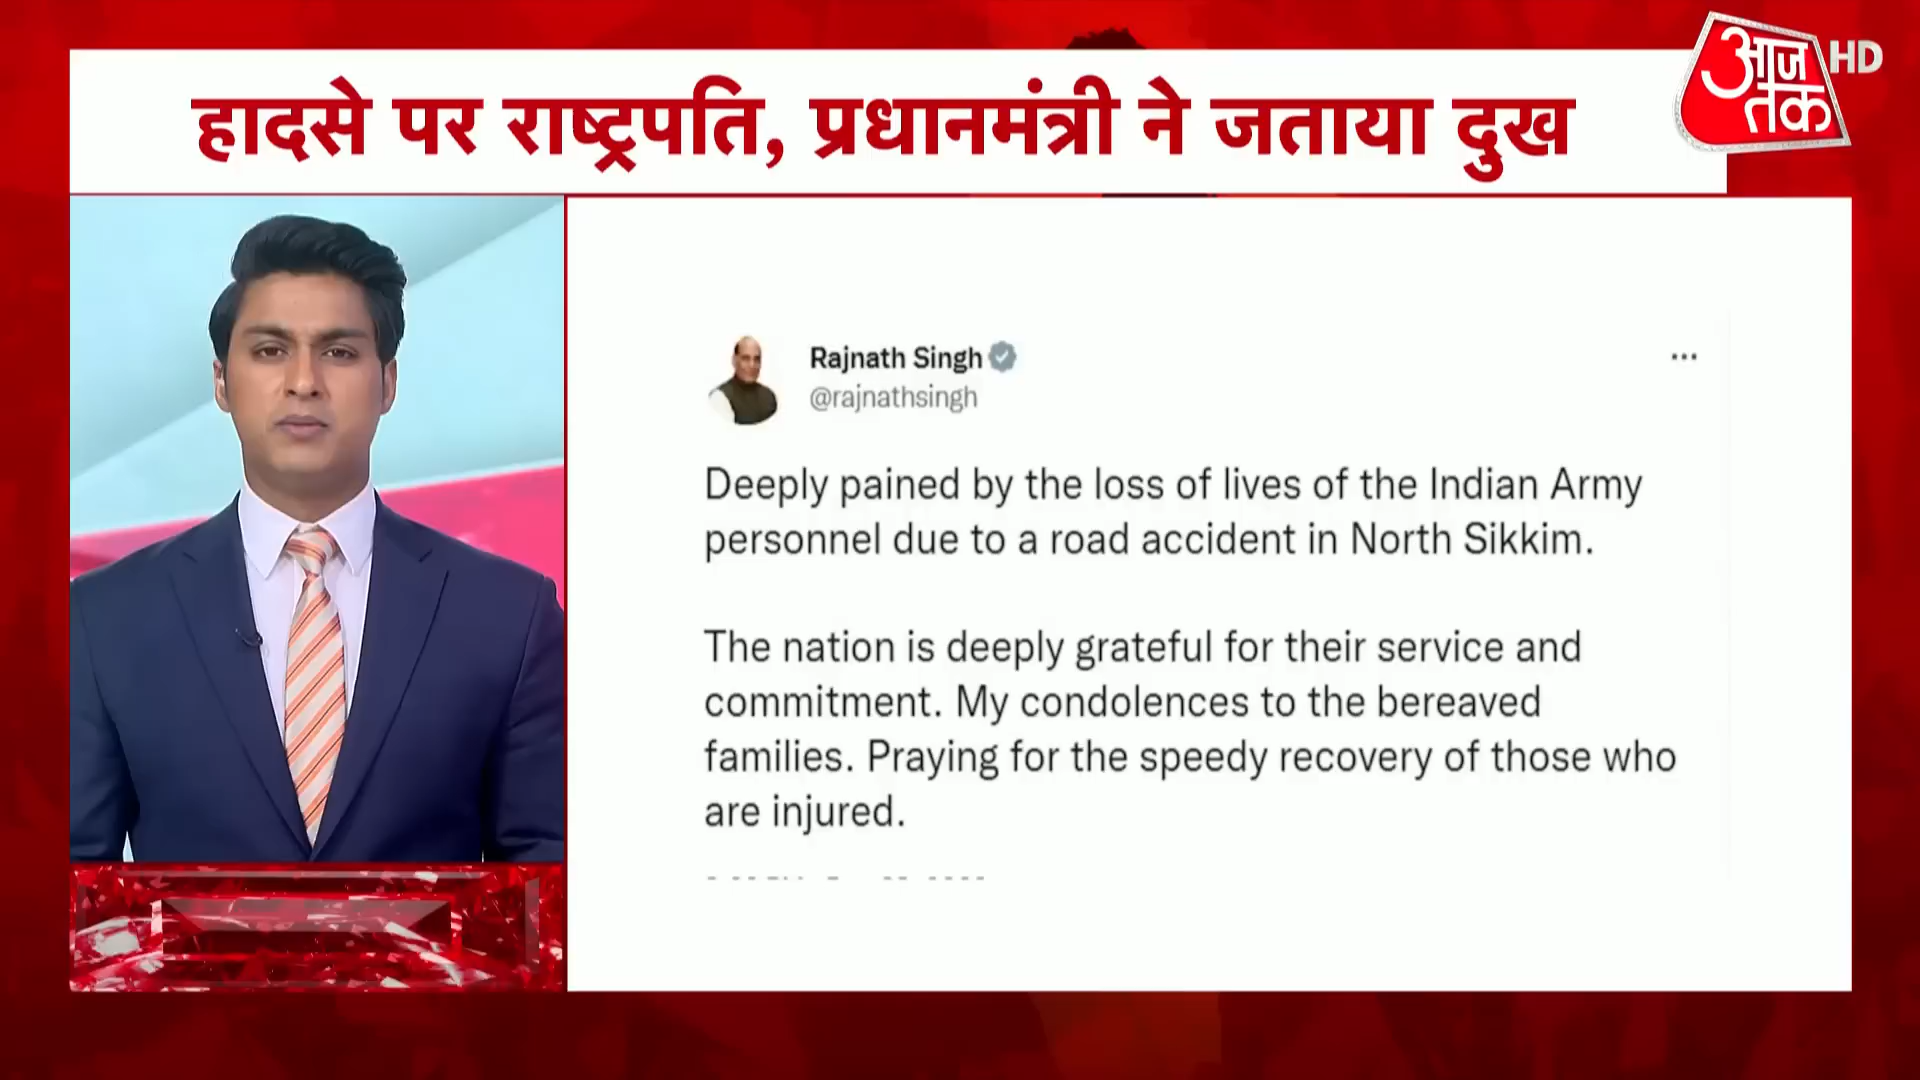 हादसे पर राष्ट्रपति, प्रधानमंत्री ने जताया दुख
आज
तक
HD
Rajnath Singh
@rajnathsingh
Deeply pained by the loss of lives of the Indian Army
personnel due to a road accident in North Sikkim.
The nation is deeply grateful for their service and
commitment. My condolences to the bereaved
families. Praying for the speedy recovery of those who
are injured.